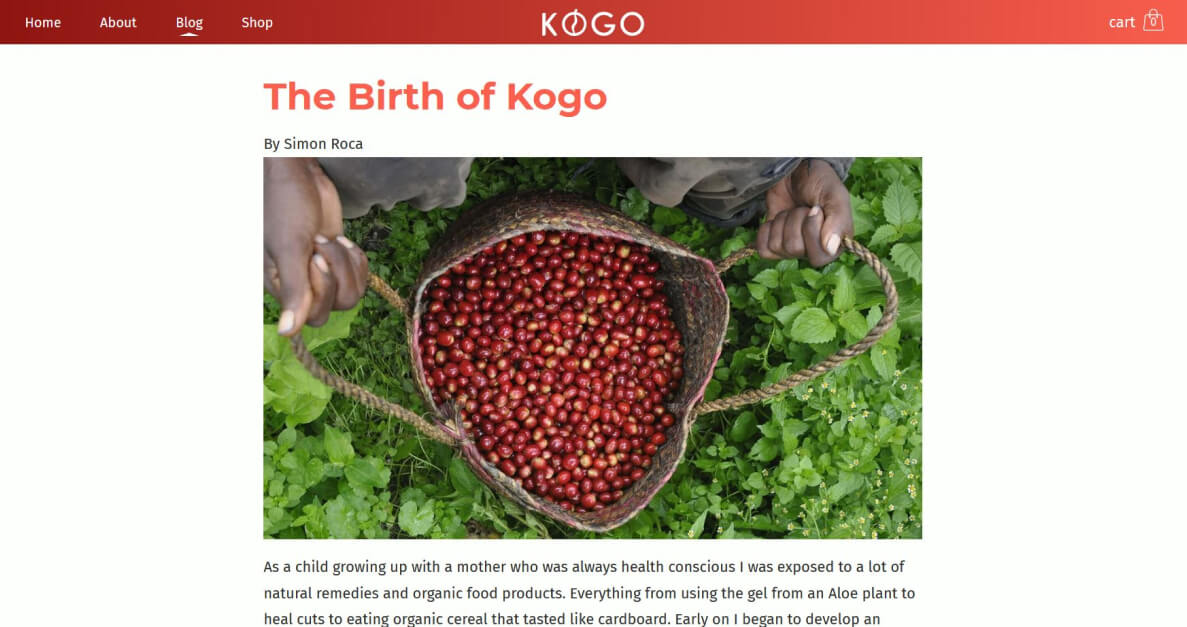 Home About Blog Shop KOGO cart 0
The Birth of Kogo
By Simon Roca
As a child growing up with a mother who was always health conscious I was exposed to a lot of
natural remedies and organic food products. Everything from using the gel from an Aloe plant to
heal cuts to eating organic cereal that tasted like cardboard. Early on I began to develop an